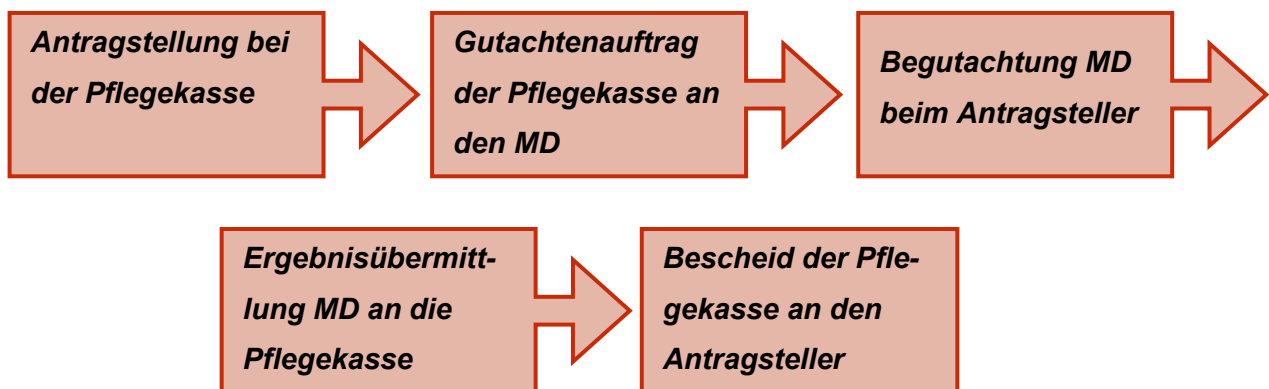 Antragstellung bei
der Pflegekasse
Gutachtenauftrag
der Pflegekasse an
den MD
Begutachtung MD
beim Antragsteller
Ergebnisübermitt-
lung MD an die
Pflegekasse
Bescheid der Pfle-
gekasse an den
Antragsteller